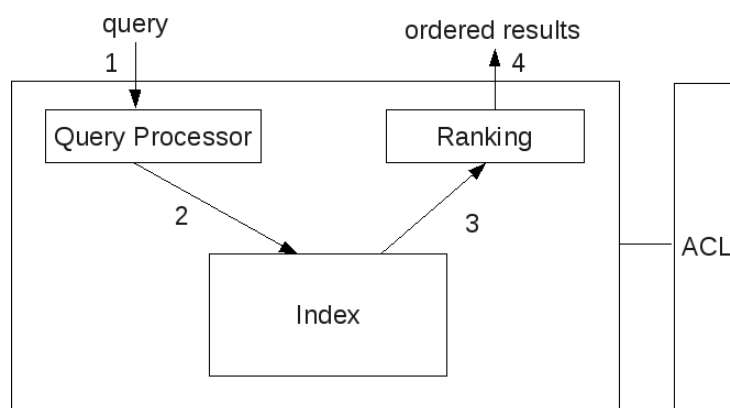 query
ordered results
1
4
Query Processor
Ranking
2
3
ACL
Index